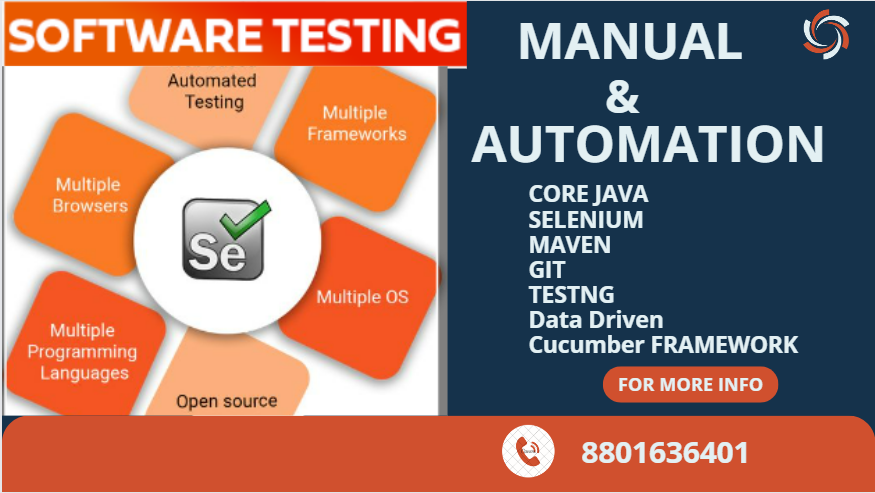 SOFTWARE TESTING
Automated
Testing
Multiple
Frameworks
Multiple
Browsers
Se
Multiple OS
Multiple
Programming
Languages
Open source
MANUAL
&
AUTOMATION
CORE JAVA
SELENIUM
MAVEN
GIT
TESTNG
Data Driven
Cucumber FRAMEWORK
FOR MORE INFO
8801636401